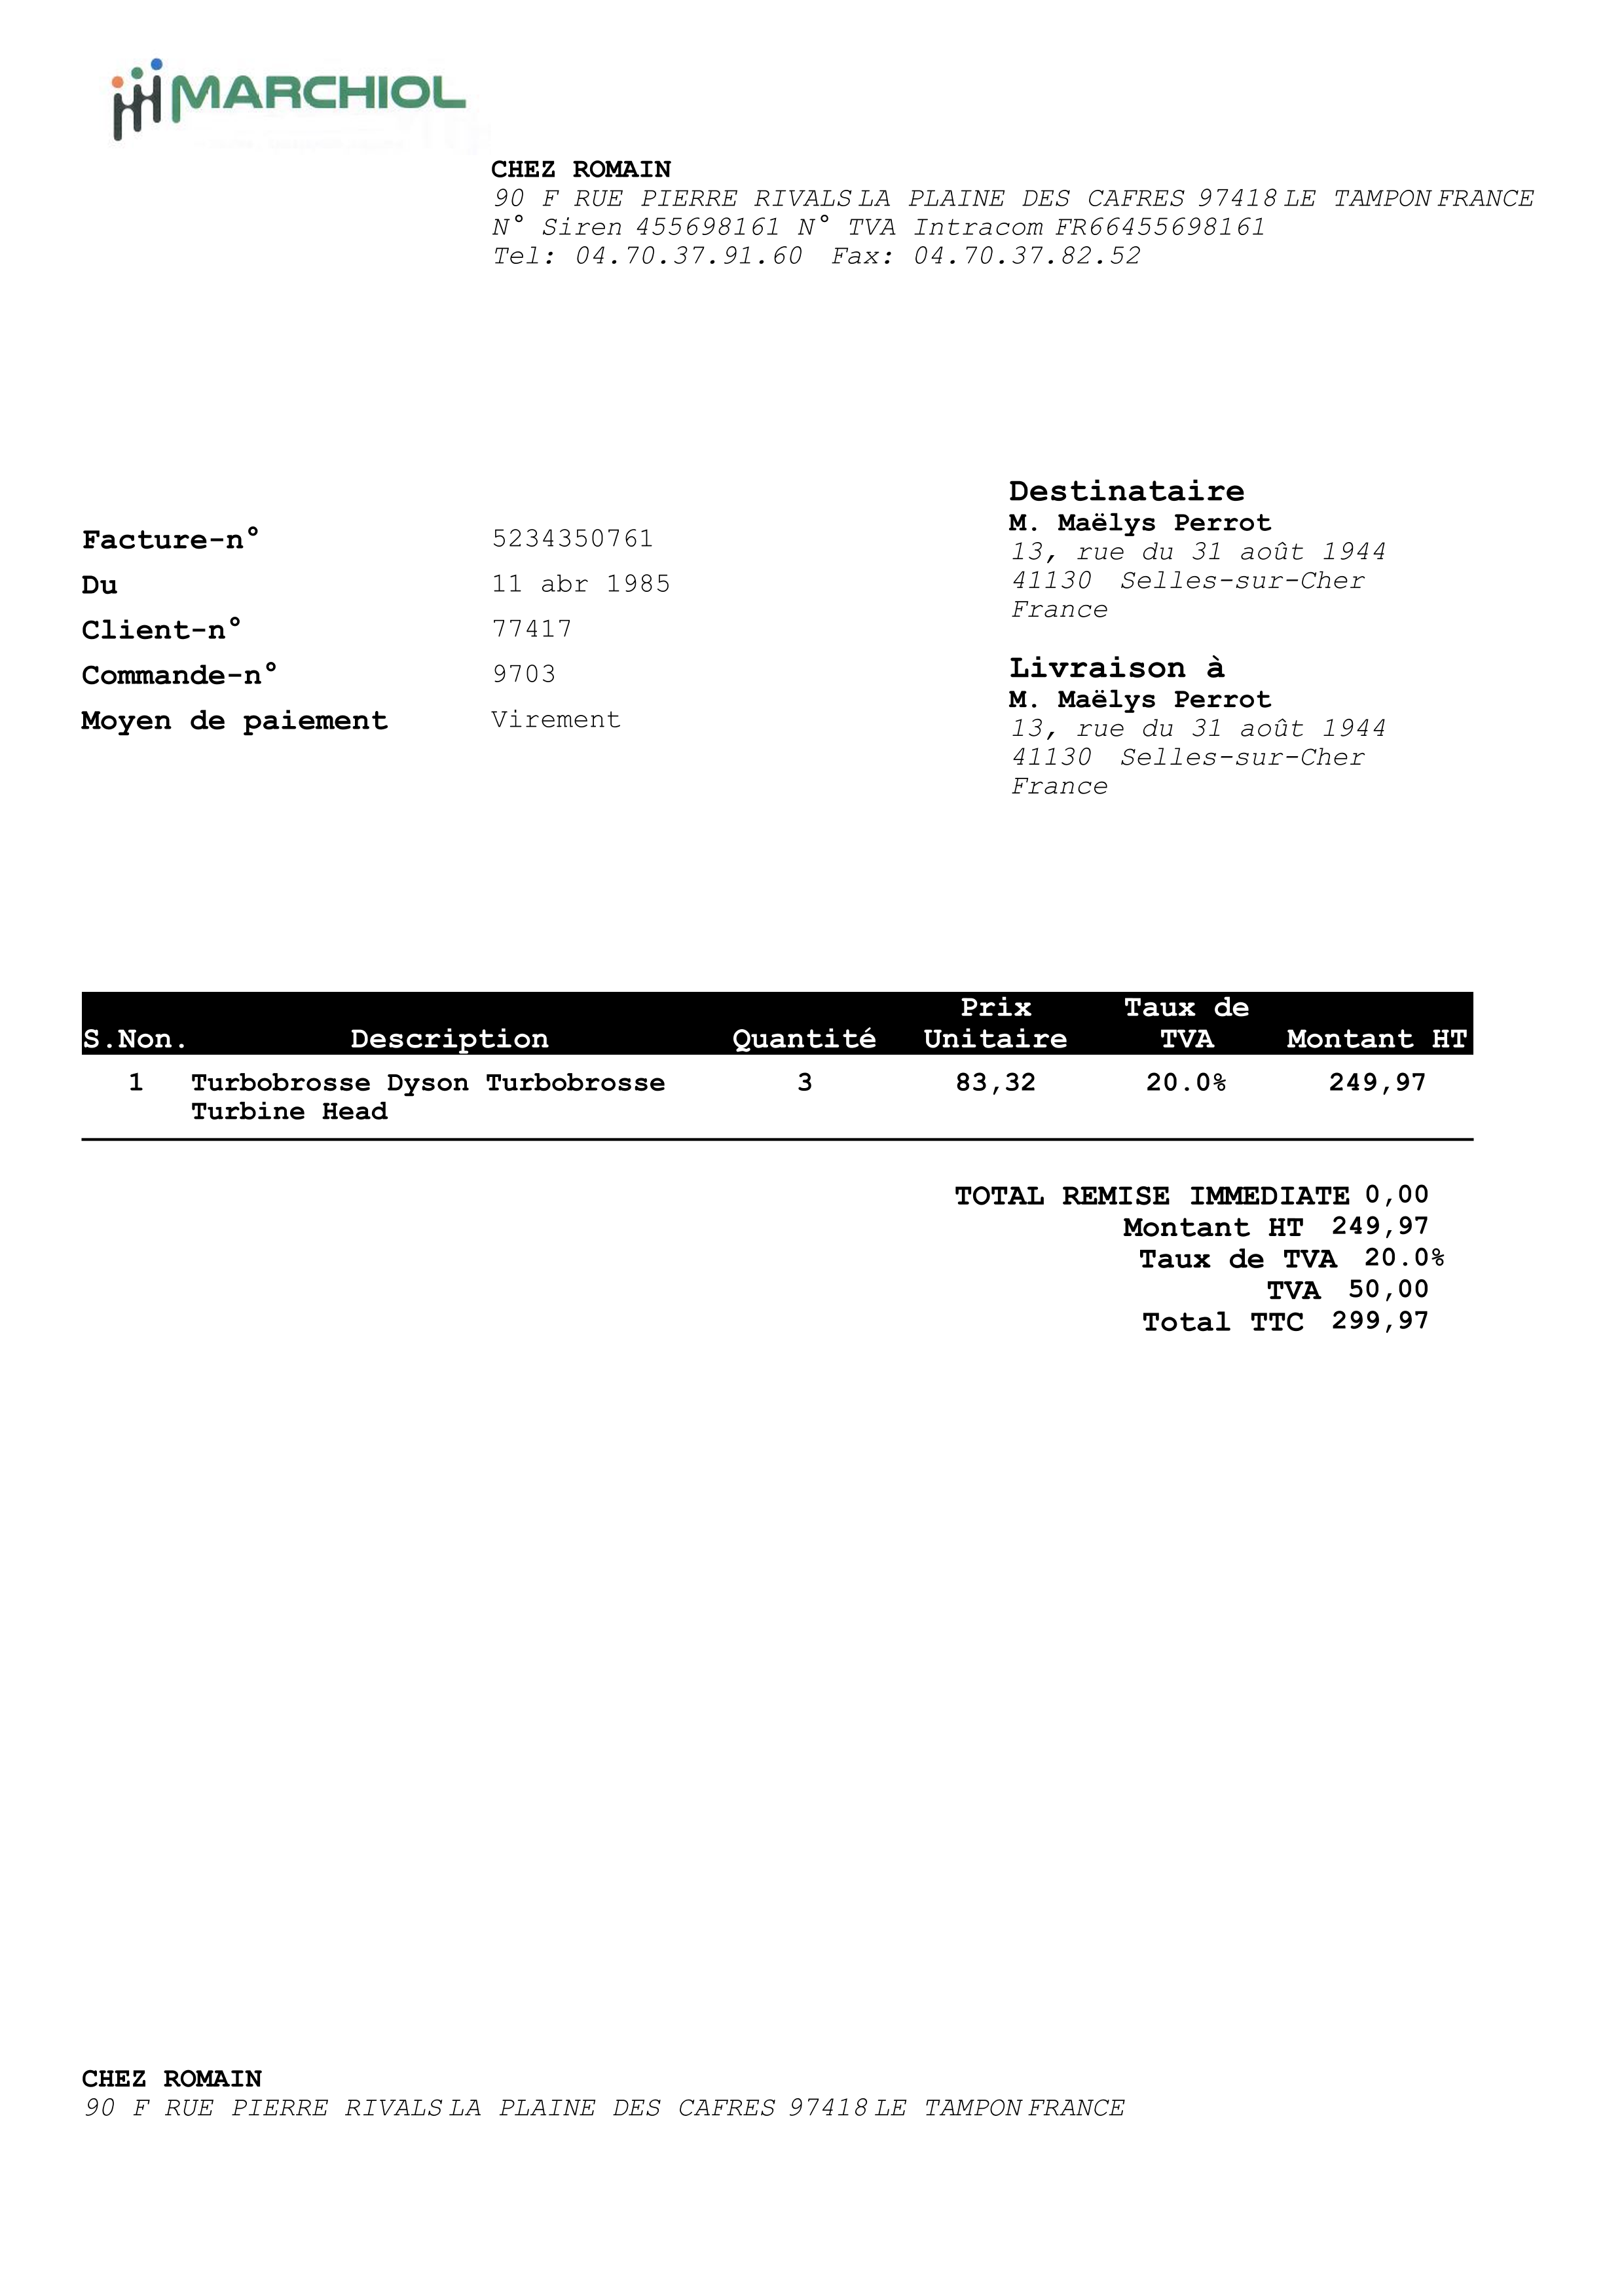 MARCHIOL
CHEZ ROMAIN
90 F RUE PIERRE RIVALS LA PLAINE DES CAFRES 97418 LE TAMPON FRANCE
N° Siren 455698161 N° TVA Intracom FR66455698161
Tel: 04.70.37.91.60 Fax: 04.70.37.82.52
Facture-n° 5234350761
Du 11 abr 1985
Client-n° 77417
Commande-n° 9703
Moyen de paiement Virement
Destinataire
M. Maëlys Perrot
13, rue du 31 août 1944
41130 Selles-sur-Cher
France
Livraison à
M. Maëlys Perrot
13, rue du 31 août 1944
41130 Selles-sur-Cher
France
S.Non. Description Quantité Prix Unitaire Taux de TVA Montant HT
1 Turbobrosse Dyson Turbobrosse 3 83,32 20.0% 249,97
Turbine Head
TOTAL REMISE IMMEDIATE 0,00
Montant HT 249,97
Taux de TVA 20.0%
TVA 50,00
Total TTC 299,97
CHEZ ROMAIN
90 F RUE PIERRE RIVALS LA PLAINE DES CAFRES 97418 LE TAMPON FRANCE